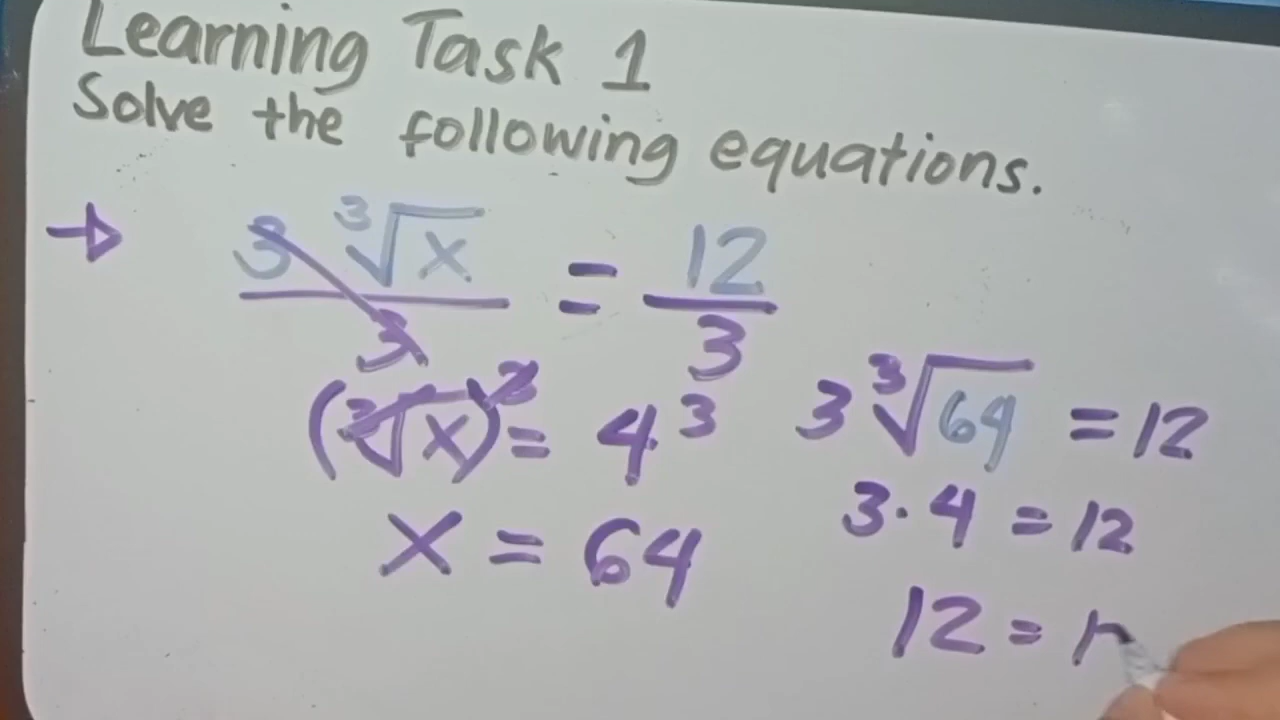 Learning Task 1
Solve the following equations.
→ 3 ∛x / 3 = 12 / 3
(∛x)³ = 4³
x = 64
3 ∛64 = 12
3 · 4 = 12
12 = 1